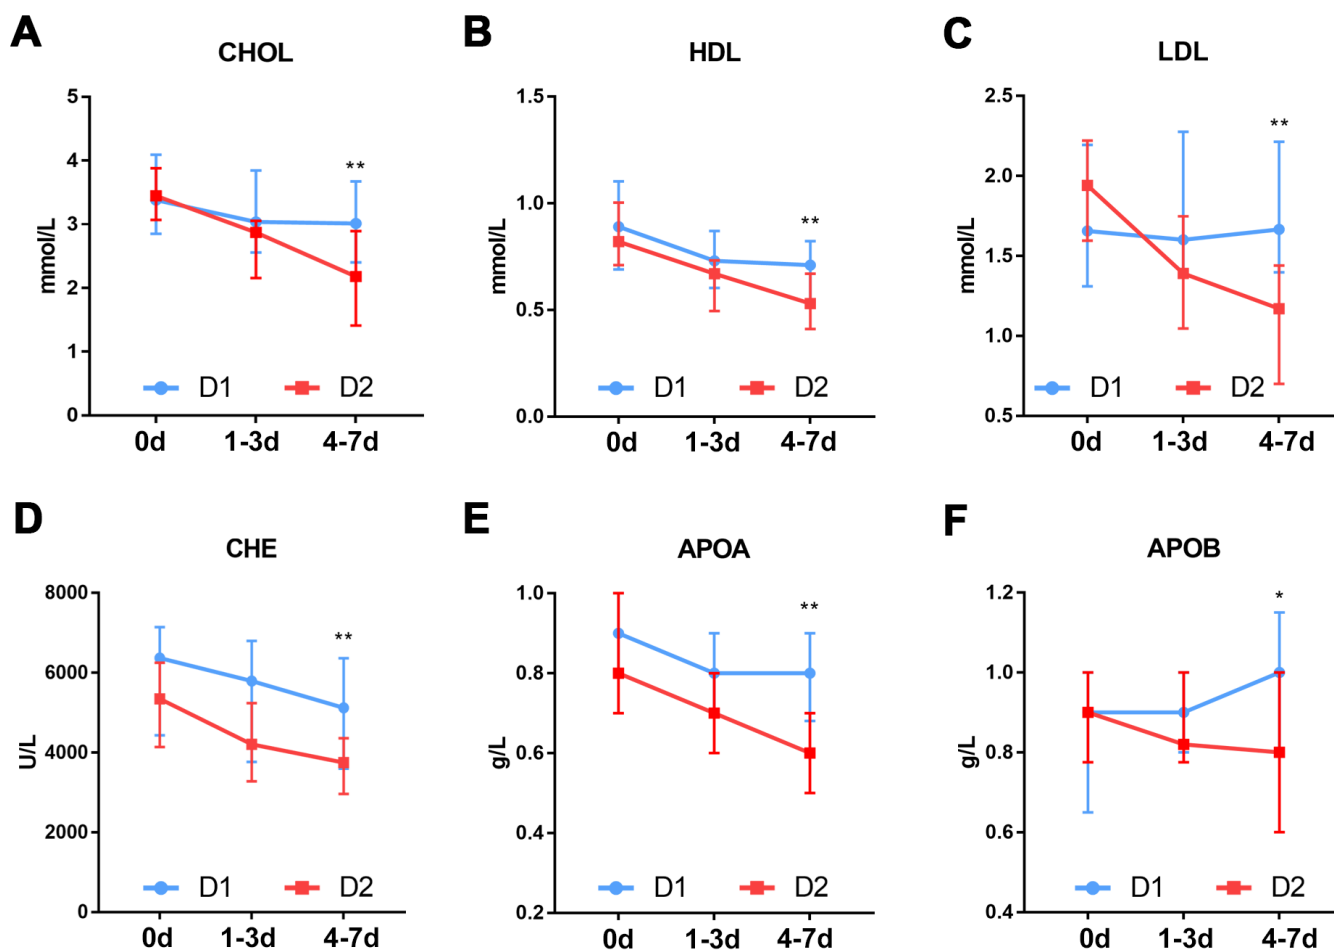 A
CHOL
5
4
3
2
1
0
mmol/L
**
D1
D2
0d
1-3d
4-7d
B
HDL
1.5
1.0
0.5
0.0
mmol/L
**
D1
D2
0d
1-3d
4-7d
C
LDL
2.5
2.0
1.5
1.0
0.5
mmol/L
**
D1
D2
0d
1-3d
4-7d
D
CHE
8000
6000
4000
2000
0
U/L
**
D1
D2
0d
1-3d
4-7d
E
APOA
1.0
0.8
0.6
0.4
0.2
g/L
**
D1
D2
0d
1-3d
4-7d
F
APOB
1.2
1.0
0.8
0.6
0.4
g/L
*
D1
D2
0d
1-3d
4-7d